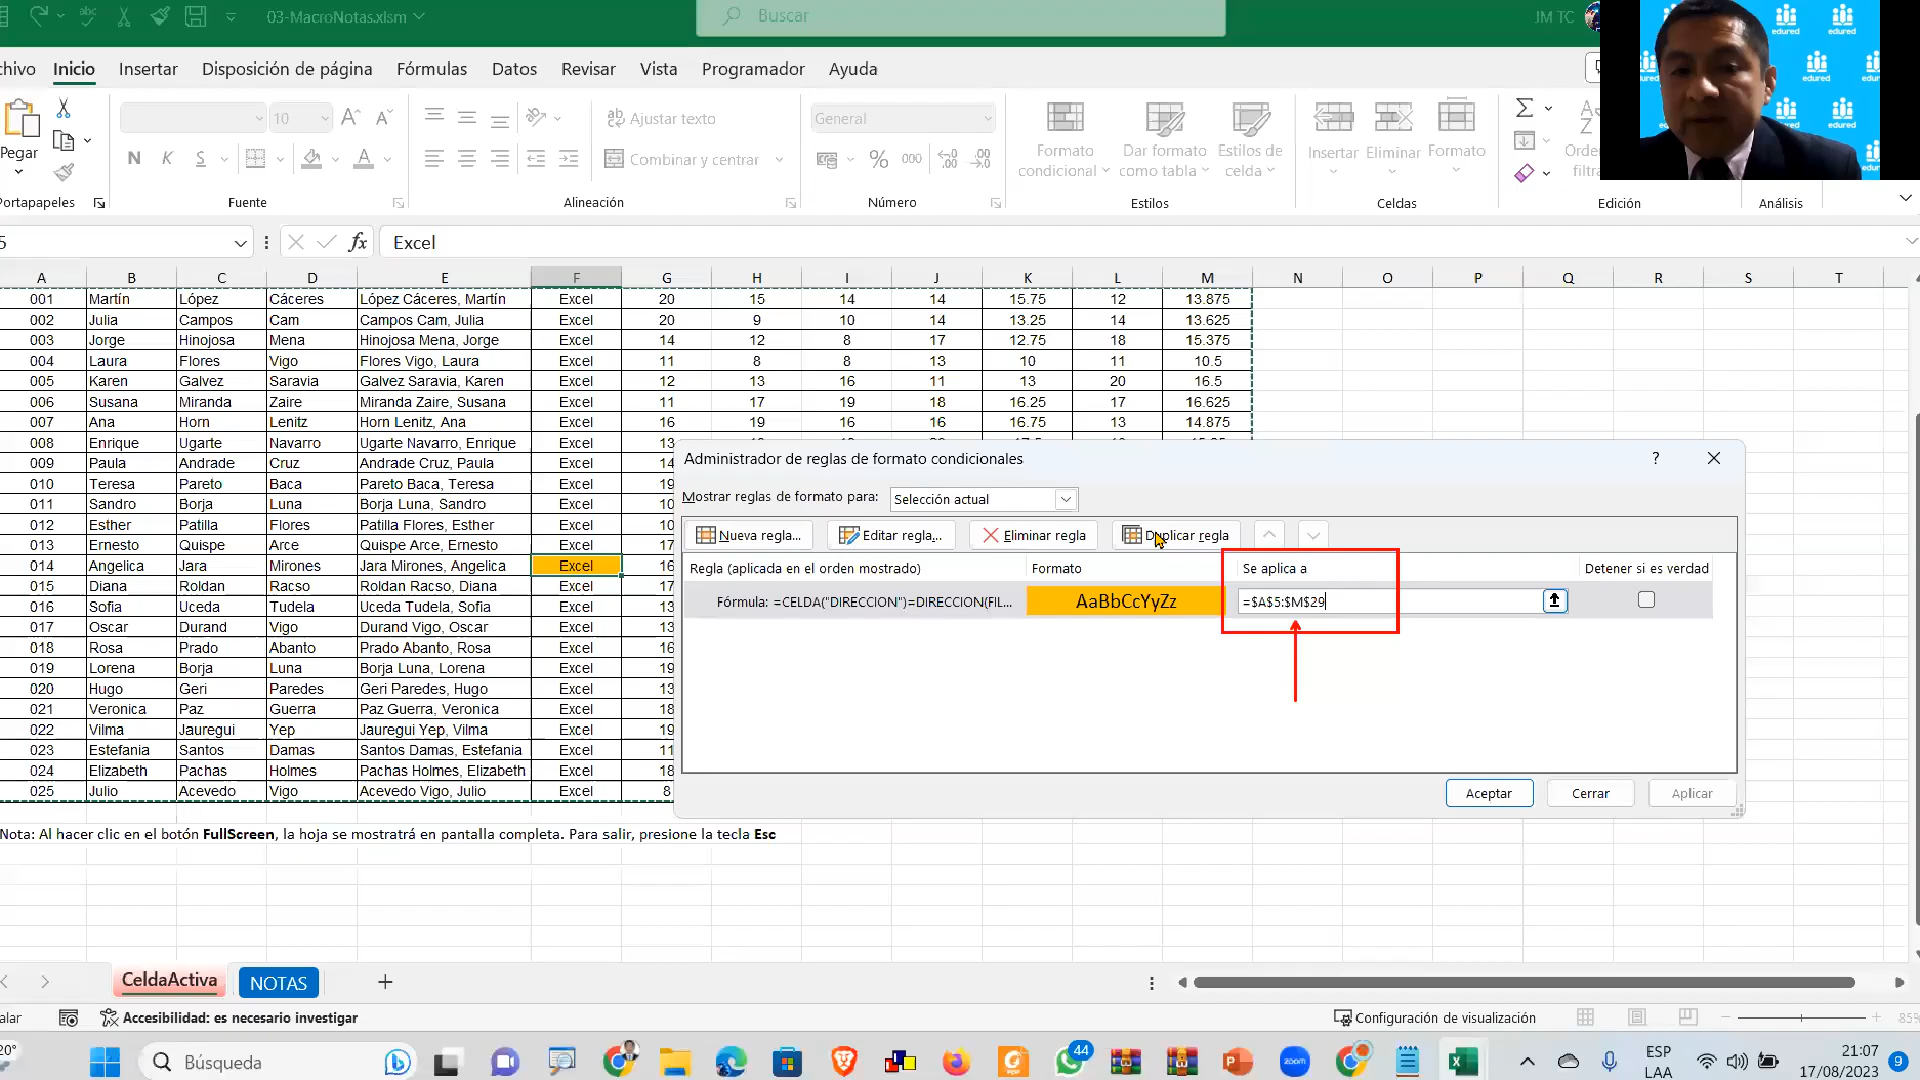 03-MacroNotas.xlsm
Buscar
JM TC
chivo Inicio Insertar Disposición de página Fórmulas Datos Revisar Vista Programador Ayuda
Pegar
10
Ajustar texto
General
N K S A
Combinar y centrar
% 000
Formato condicional
Dar formato como tabla
Estilos de celda
Insertar Eliminar Formato
Portapapeles Fuente Alineación Número Estilos Celdas Edición Análisis
edured edured
5 fx Excel
A B C D E F G H I J K L M N O P Q R S T
001 Martín López Cáceres López Cáceres, Martín Excel 20 15 14 14 15.75 12 13.875
002 Julia Campos Cam Campos Cam, Julia Excel 20 9 10 14 13.25 14 13.625
003 Jorge Hinojosa Mena Hinojosa Mena, Jorge Excel 14 12 8 17 12.75 18 15.375
004 Laura Flores Vigo Flores Vigo, Laura Excel 11 8 8 13 10 11 10.5
005 Karen Galvez Saravia Galvez Saravia, Karen Excel 12 13 16 11 13 20 16.5
006 Susana Miranda Zaire Miranda Zaire, Susana Excel 11 17 19 18 16.25 17 16.625
007 Ana Horn Lenitz Horn Lenitz, Ana Excel 16 19 16 16 16.75 13 14.875
008 Enrique Ugarte Navarro Ugarte Navarro, Enrique Excel 13
009 Paula Andrade Cruz Andrade Cruz, Paula Excel 14
010 Teresa Pareto Baca Pareto Baca, Teresa Excel 19
011 Sandro Borja Luna Borja Luna, Sandro Excel 10
012 Esther Patilla Flores Patilla Flores, Esther Excel 10
013 Ernesto Quispe Arce Quispe Arce, Ernesto Excel 17
014 Angelica Jara Mirones Jara Mirones, Angelica Excel 16
015 Diana Roldan Racso Roldan Racso, Diana Excel 17
016 Sofia Uceda Tudela Uceda Tudela, Sofia Excel 13
017 Oscar Durand Vigo Durand Vigo, Oscar Excel 13
018 Rosa Prado Abanto Prado Abanto, Rosa Excel 16
019 Lorena Borja Luna Borja Luna, Lorena Excel 19
020 Hugo Geri Paredes Geri Paredes, Hugo Excel 13
021 Veronica Paz Guerra Paz Guerra, Veronica Excel 18
022 Vilma Jauregui Yep Jauregui Yep, Vilma Excel 19
023 Estefania Santos Damas Santos Damas, Estefania Excel 11
024 Elizabeth Pachas Holmes Pachas Holmes, Elizabeth Excel 18
025 Julio Acevedo Vigo Acevedo Vigo, Julio Excel 8
Nota: Al hacer clic en el botón FullScreen, la hoja se mostratrá en pantalla completa. Para salir, presione la tecla Esc
Administrador de reglas de formato condicionales ?
Mostrar reglas de formato para: Selección actual
Nueva regla... Editar regla... Eliminar regla Duplicar regla
Regla (aplicada en el orden mostrado) Formato Se aplica a Detener si es verdad
Fórmula: =CELDA("DIRECCION")=DIRECCION(FIL... AaBbCcYyZz =$A$5:$M$29
Aceptar Cerrar Aplicar
CeldaActiva NOTAS +
Accesibilidad: es necesario investigar
Configuración de visualización
85%
20°
Búsqueda
44
zoom
ESP
LAA
21:07
17/08/2023
9